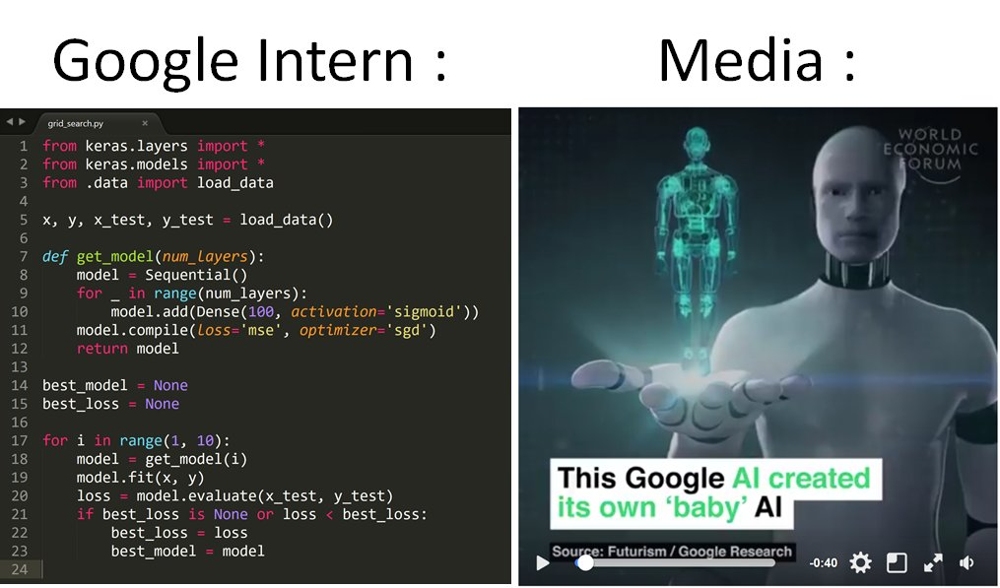 Google Intern :
Media :
grid_search.py
1 from keras.layers import *
2 from keras.models import *
3 from .data import load_data
4
5 x, y, x_test, y_test = load_data()
6
7 def get_model(num_layers):
8     model = Sequential()
9     for _ in range(num_layers):
10         model.add(Dense(100, activation='sigmoid'))
11     model.compile(loss='mse', optimizer='sgd')
12     return model
13
14 best_model = None
15 best_loss = None
16
17 for i in range(1, 10):
18     model = get_model(i)
19     model.fit(x, y)
20     loss = model.evaluate(x_test, y_test)
21     if best_loss is None or loss < best_loss:
22         best_loss = loss
23         best_model = model
24
WORLD
ECONOMIC
FORUM
This Google AI created
its own ‘baby’ AI
Source: Futurism / Google Research
-0:40